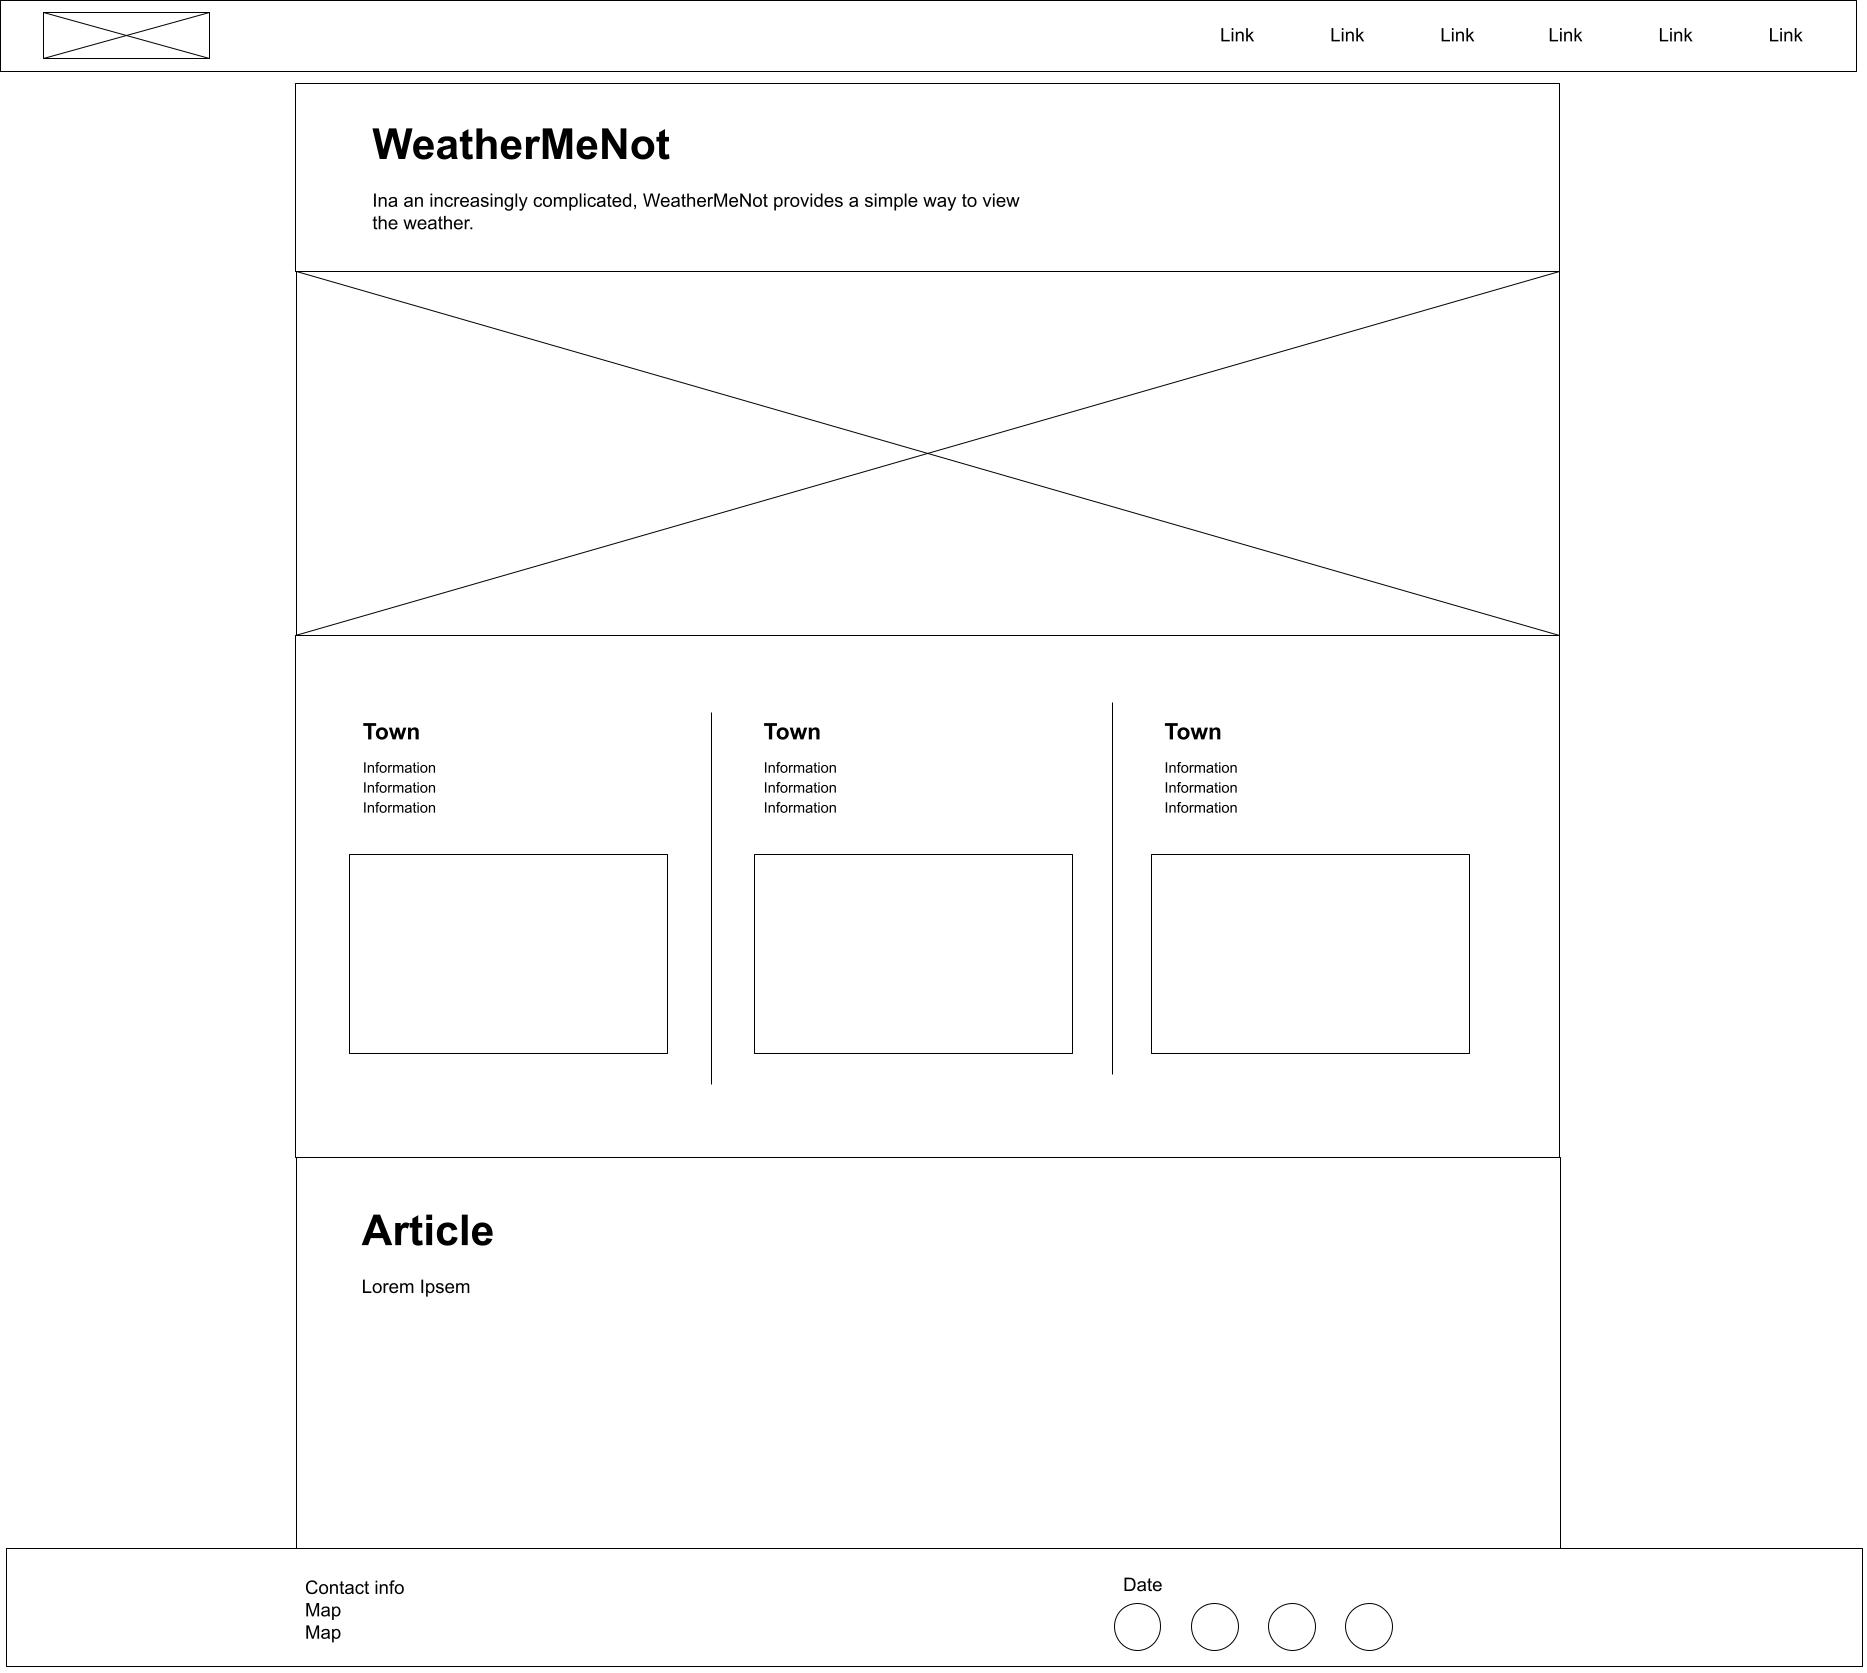 Link Link Link Link Link Link
WeatherMeNot
Ina an increasingly complicated, WeatherMeNot provides a simple way to view
the weather.
Town
Information
Information
Information
Town
Information
Information
Information
Town
Information
Information
Information
Article
Lorem Ipsem
Contact info
Map
Map
Date